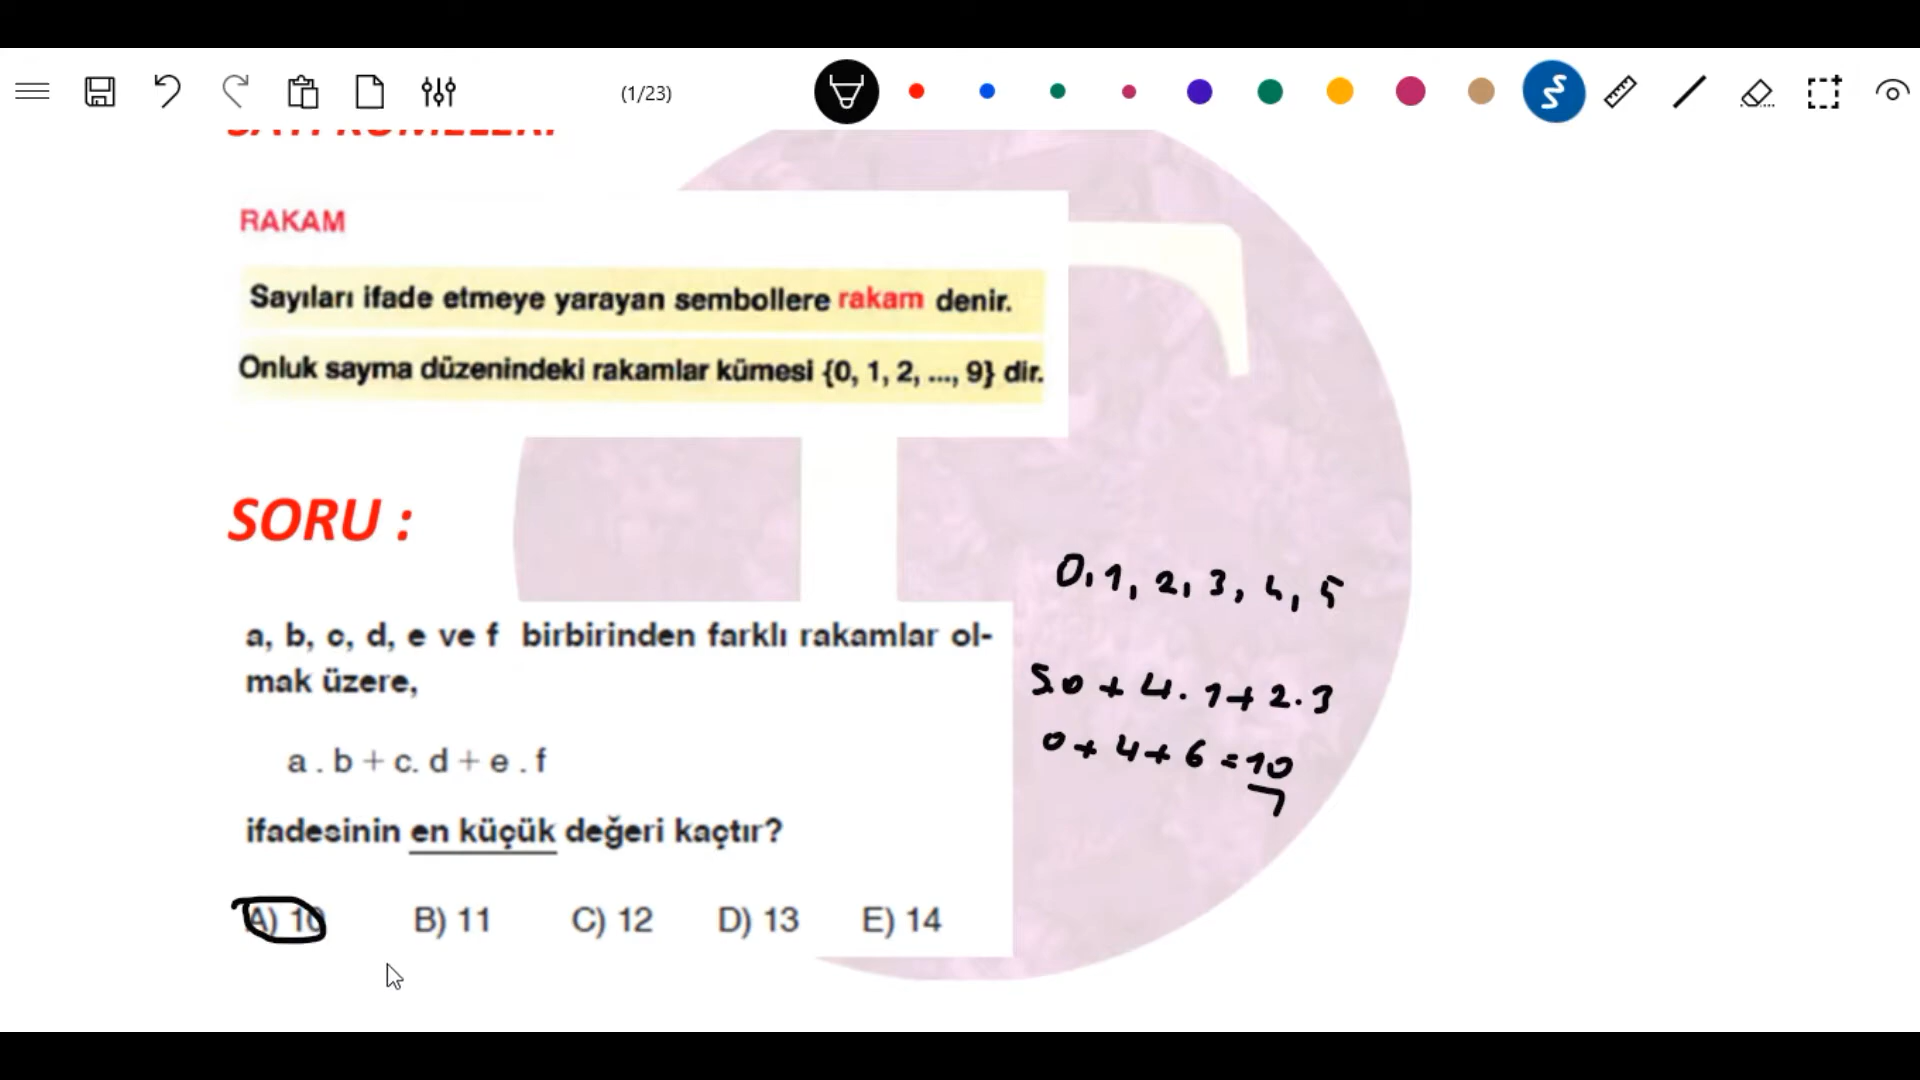 (1/23)
SAYI KÜMELERİ
RAKAM
Sayıları ifade etmeye yarayan sembollere rakam denir.
Onluk sayma düzenindeki rakamlar kümesi {0, 1, 2, ..., 9} dir.
SORU :
a, b, c, d, e ve f birbirinden farklı rakamlar ol-
mak üzere,
a . b + c. d + e . f
ifadesinin en küçük değeri kaçtır?
A) 10 B) 11 C) 12 D) 13 E) 14
0, 1, 2, 3, 4, 5
5.0 + 4. 1 + 2. 3
0 + 4 + 6 = 10